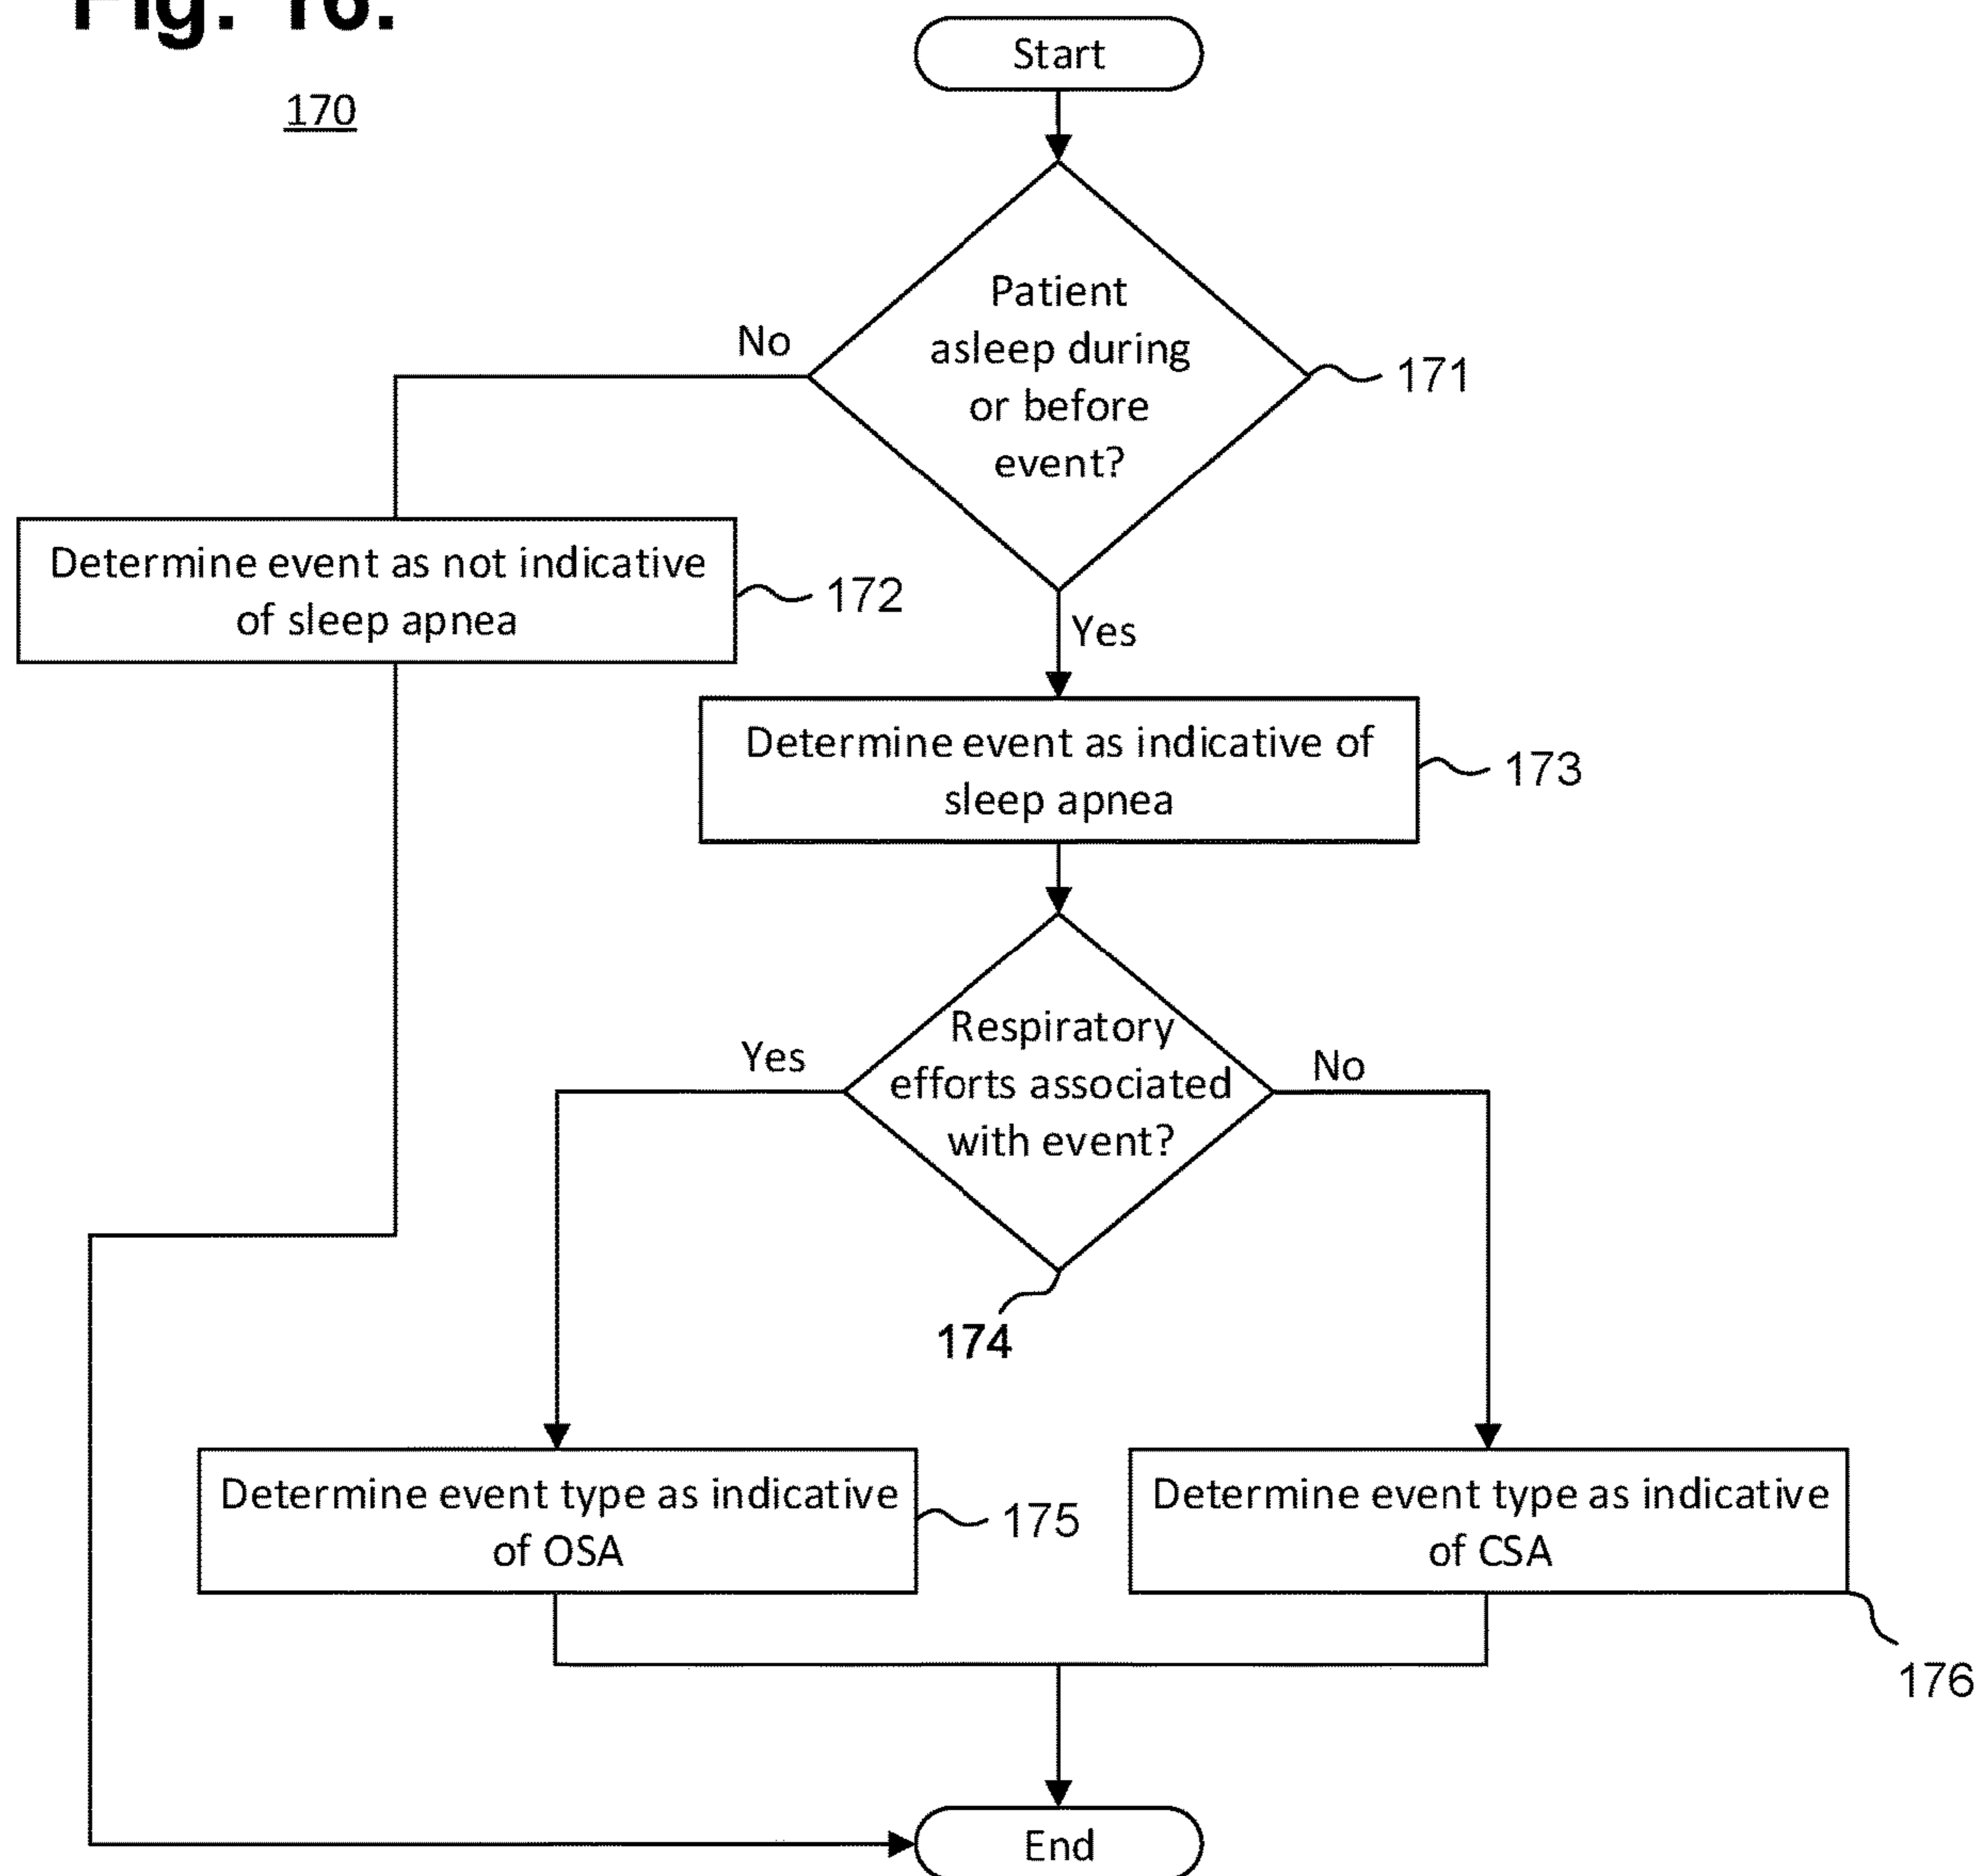 Fig. 16.
170
Start
Patient
asleep during
or before
event?
No
171
Determine event as not indicative
of sleep apnea
172
Yes
Determine event as indicative of
sleep apnea
173
Respiratory
efforts associated
with event?
Yes
No
174
Determine event type as indicative
of OSA
175
Determine event type as indicative
of CSA
176
End